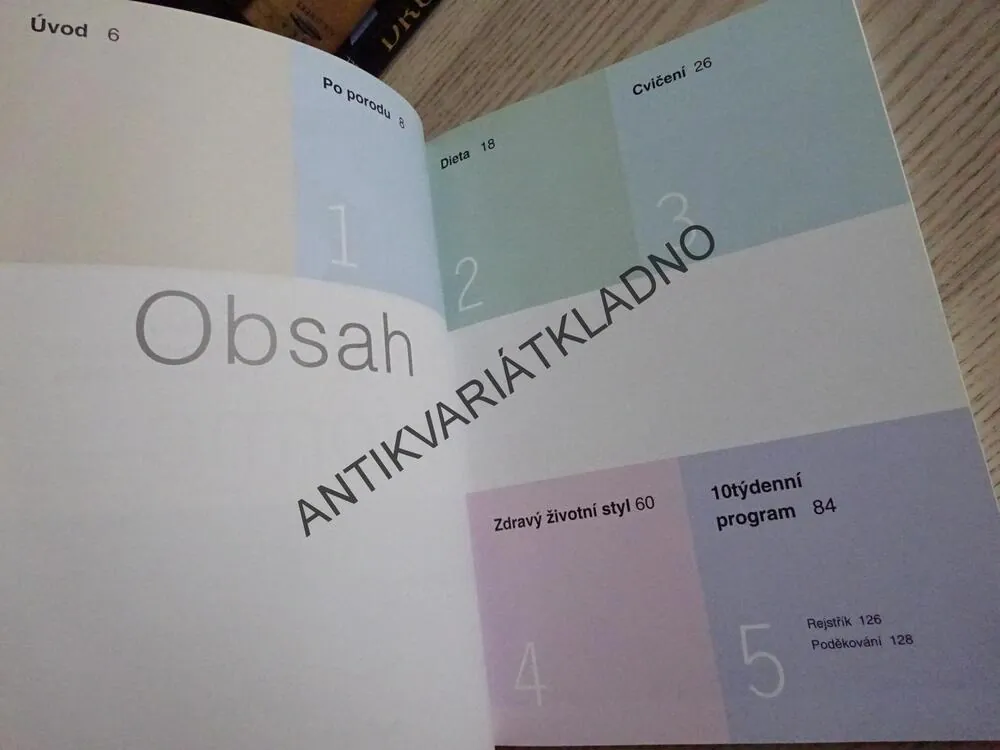 Úvod 6
Po porodu 8
1
Dieta 18
2
Cvičení 26
3
Obsah
ANTIKVARIÁTKLADNO
Zdravý životní styl 60
4
10týdenní
program 84
5
Rejstřík 126
Poděkování 128